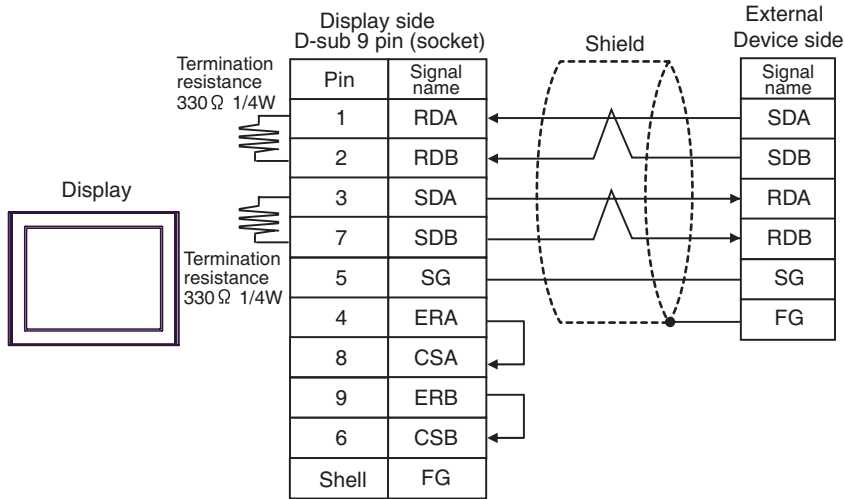 Display side
D-sub 9 pin (socket)
Shield
External
Device side
Termination
resistance
330Ω 1/4W
Pin
Signal
name
Signal
name
1
RDA
SDA
2
RDB
SDB
Display
3
SDA
RDA
7
SDB
RDB
Termination
resistance
330Ω 1/4W
5
SG
SG
4
ERA
FG
8
CSA
9
ERB
6
CSB
Shell
FG